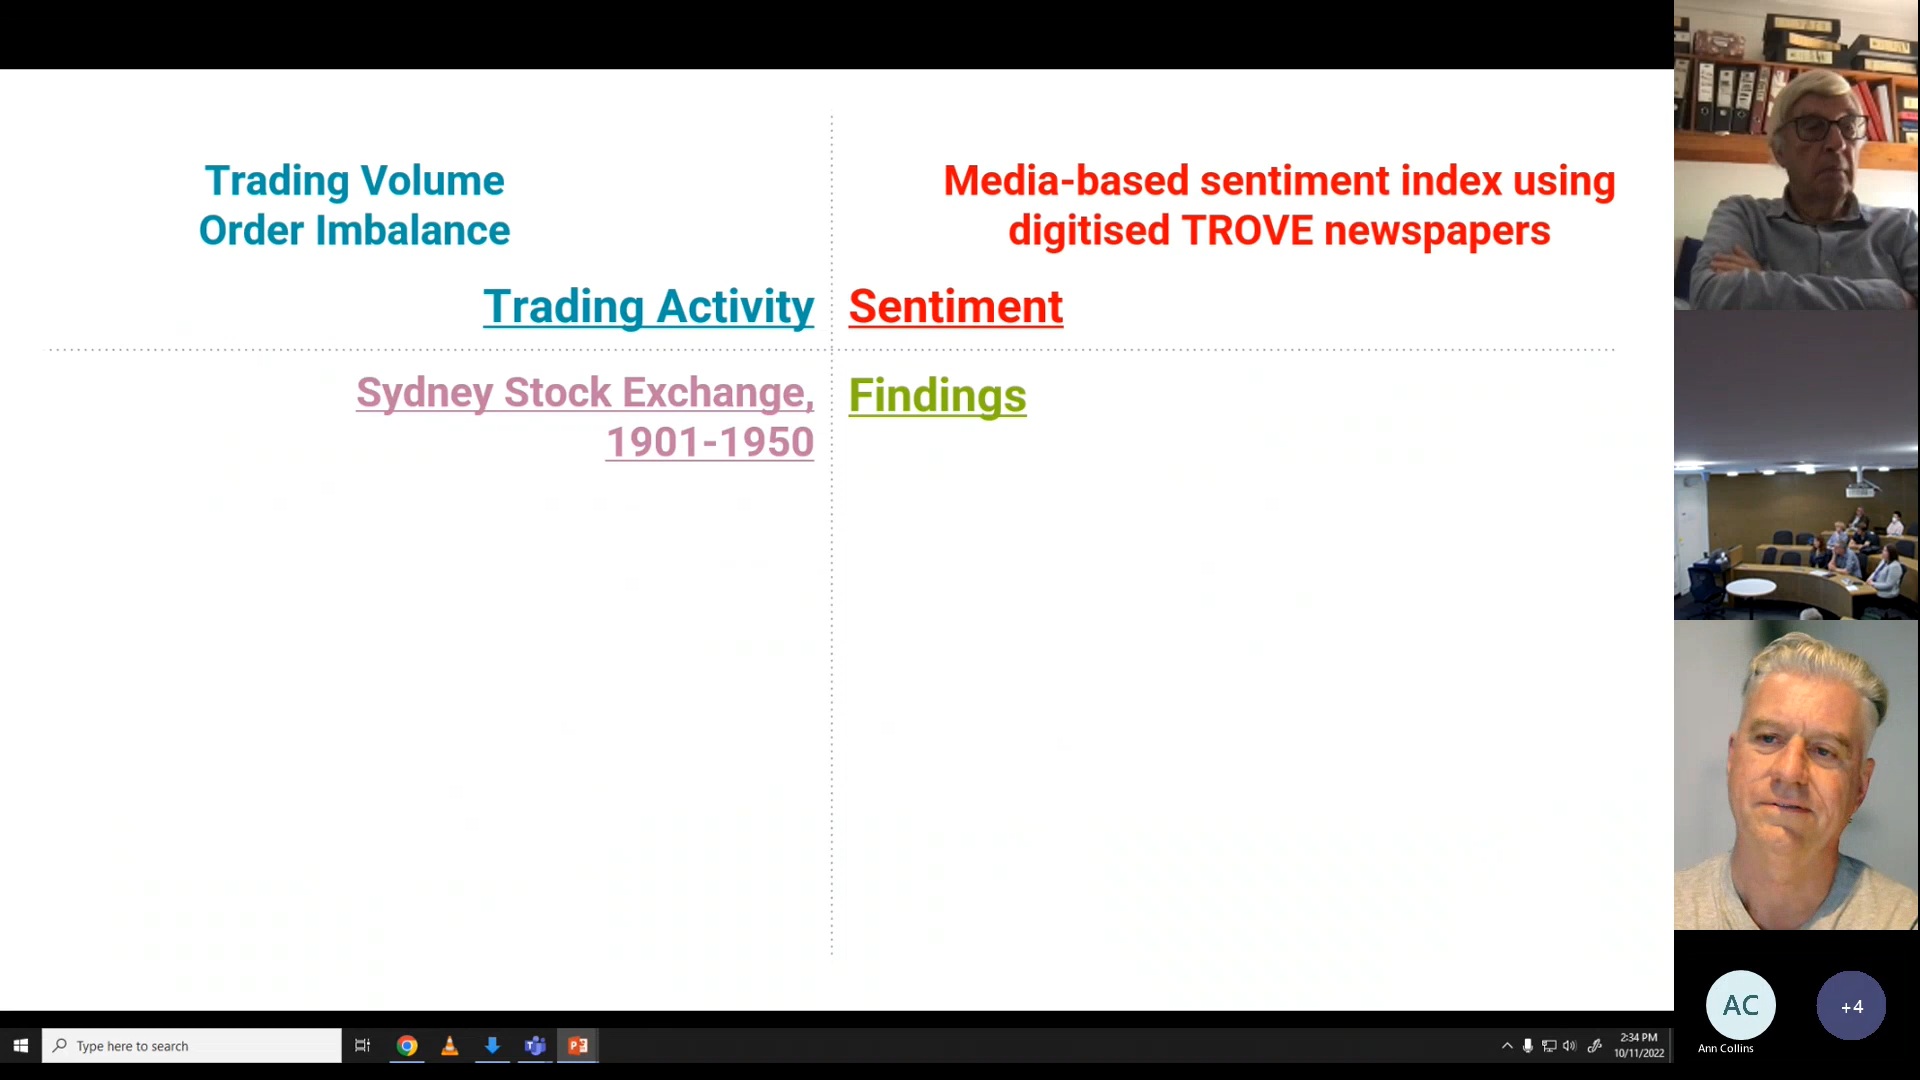 Trading Volume
Order Imbalance
Media-based sentiment index using
digitised TROVE newspapers
Trading Activity
Sentiment
Sydney Stock Exchange,
1901-1950
Findings
AC
+4
Ann Collins
Type here to search
2:34 PM
10/11/2022